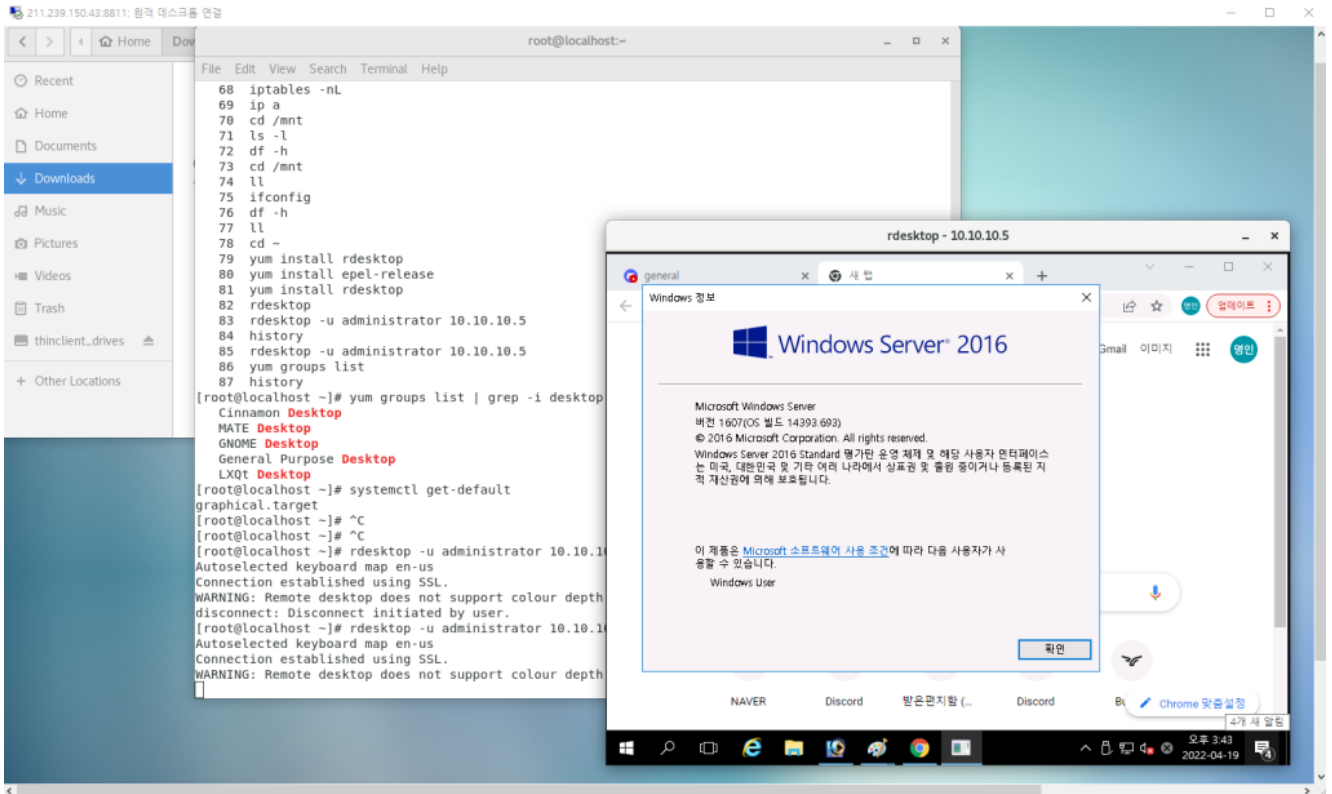 211.239.150.43:8811: 원격 데스크톱 연결
Home
Dow
Recent
Home
Documents
Downloads
Music
Pictures
Videos
Trash
thinclient_drives
+ Other Locations
root@localhost:~
File Edit View Search Terminal Help
68 iptables -nL
69 ip a
70 cd /mnt
71 ls -l
72 df -h
73 cd /mnt
74 ll
75 ifconfig
76 df -h
77 ll
78 cd ~
79 yum install rdesktop
80 yum install epel-release
81 yum install rdesktop
82 rdesktop
83 rdesktop -u administrator 10.10.10.5
84 history
85 rdesktop -u administrator 10.10.10.5
86 yum groups list
87 history
[root@localhost ~]# yum groups list | grep -i desktop
Cinnamon Desktop
MATE Desktop
GNOME Desktop
General Purpose Desktop
LXQt Desktop
[root@localhost ~]# systemctl get-default
graphical.target
[root@localhost ~]# ^C
[root@localhost ~]# ^C
[root@localhost ~]# rdesktop -u administrator 10.10.10
Autoselected keyboard map en-us
Connection established using SSL.
WARNING: Remote desktop does not support colour depth
disconnect: Disconnect initiated by user.
[root@localhost ~]# rdesktop -u administrator 10.10.10
Autoselected keyboard map en-us
Connection established using SSL.
WARNING: Remote desktop does not support colour depth
rdesktop - 10.10.10.5
general
새 탭
명인
업데이트
Gmail 이미지
명인
Windows 정보
Windows Server 2016
Microsoft Windows Server
버전 1607(OS 빌드 14393.693)
© 2016 Microsoft Corporation. All rights reserved.
Windows Server 2016 Standard 평가판 운영 체제 및 해당 사용자 인터페이스
는 미국, 대한민국 및 기타 여러 나라에서 상표권 및 출원 중이거나 등록된 지
적 재산권에 의해 보호됩니다.
이 제품은 Microsoft 소프트웨어 사용 조건에 따라 다음 사용자가 사
용할 수 있습니다.
Windows User
확인
NAVER
Discord
받은편지함 (...
Discord
Chrome 맞춤설정
4개 새 알림
오후 3:43
2022-04-19
4